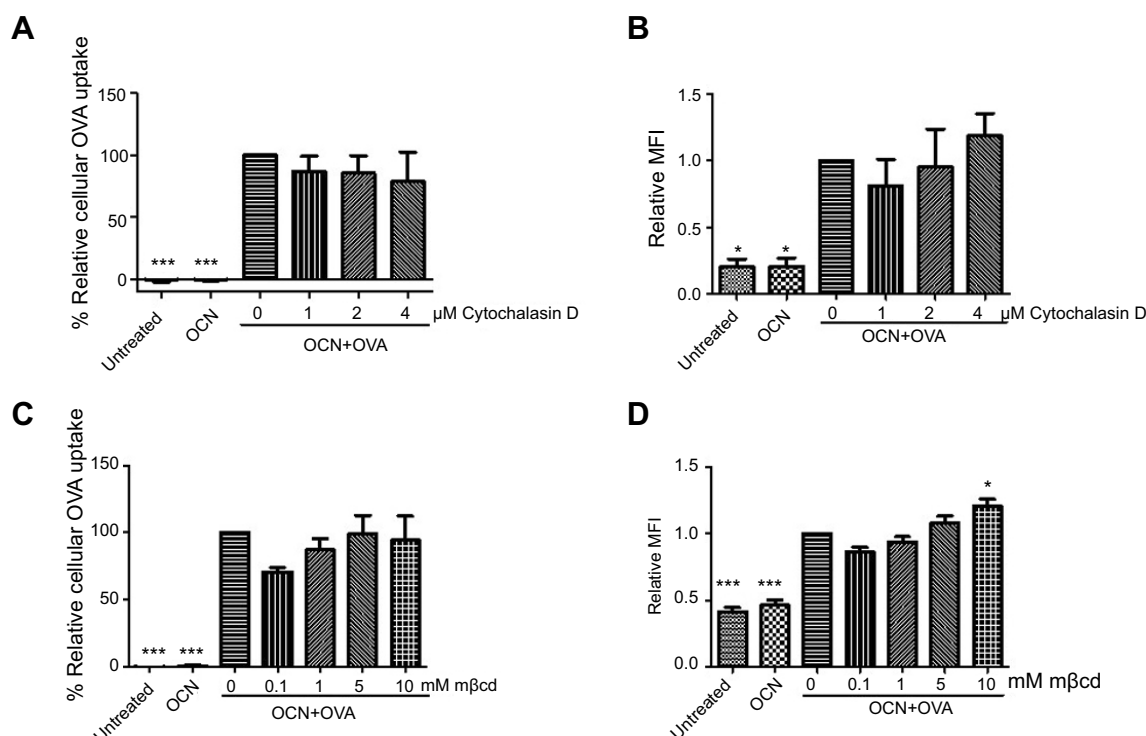 A
% Relative cellular OVA uptake
150
100
50
0
*** ***
Untreated
OCN
0 1 2 4 µM Cytochalasin D
OCN+OVA
B
Relative MFI
1.5
1.0
0.5
0.0
* *
Untreated
OCN
0 1 2 4 µM Cytochalasin D
OCN+OVA
C
% Relative cellular OVA uptake
150
100
50
0
*** ***
Untreated
OCN
0 0.1 1 5 10 mM mβcd
OCN+OVA
D
Relative MFI
1.5
1.0
0.5
0.0
*** ***
*
Untreated
OCN
0 0.1 1 5 10 mM mβcd
OCN+OVA